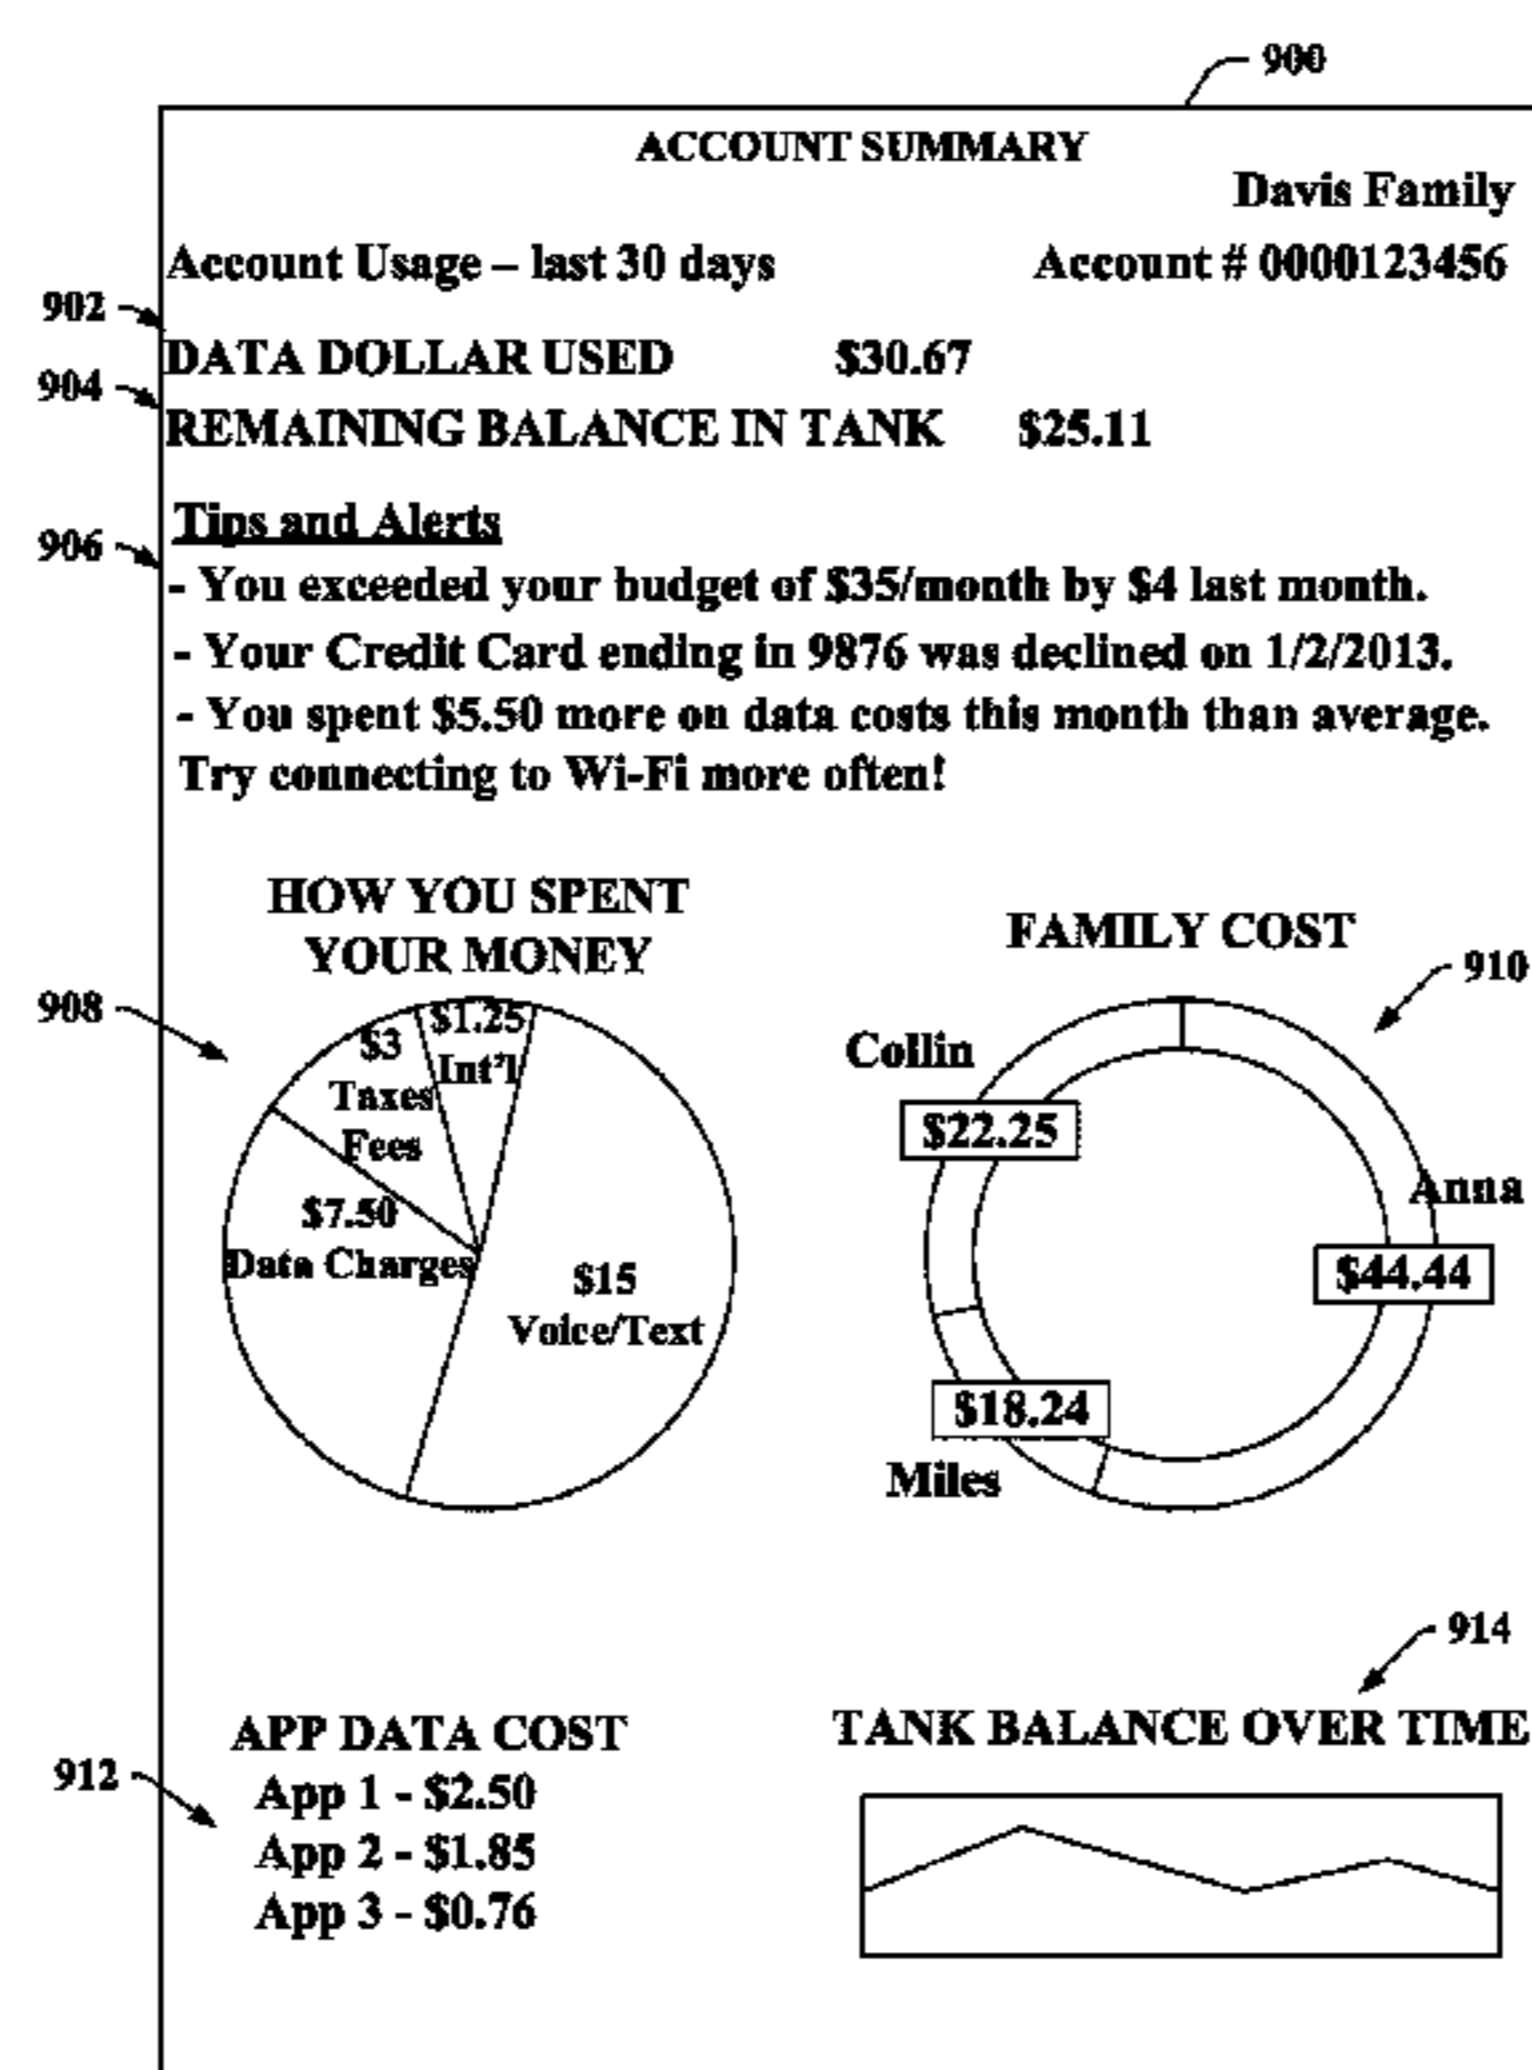 900
ACCOUNT SUMMARY
Davis Family
Account Usage – last 30 days
Account # 0000123456
902
DATA DOLLAR USED $30.67
904
REMAINING BALANCE IN TANK $25.11
Tips and Alerts
906
- You exceeded your budget of $35/month by $4 last month.
- Your Credit Card ending in 9876 was declined on 1/2/2013.
- You spent $5.50 more on data costs this month than average.
Try connecting to Wi-Fi more often!
HOW YOU SPENT
YOUR MONEY
908
$1.25
Int'l
$3
Taxes
Fees
$7.50
Data Charges
$15
Voice/Text
FAMILY COST
910
Collin
$22.25
Anna
$44.44
$18.24
Miles
APP DATA COST
912
App 1 - $2.50
App 2 - $1.85
App 3 - $0.76
914
TANK BALANCE OVER TIME